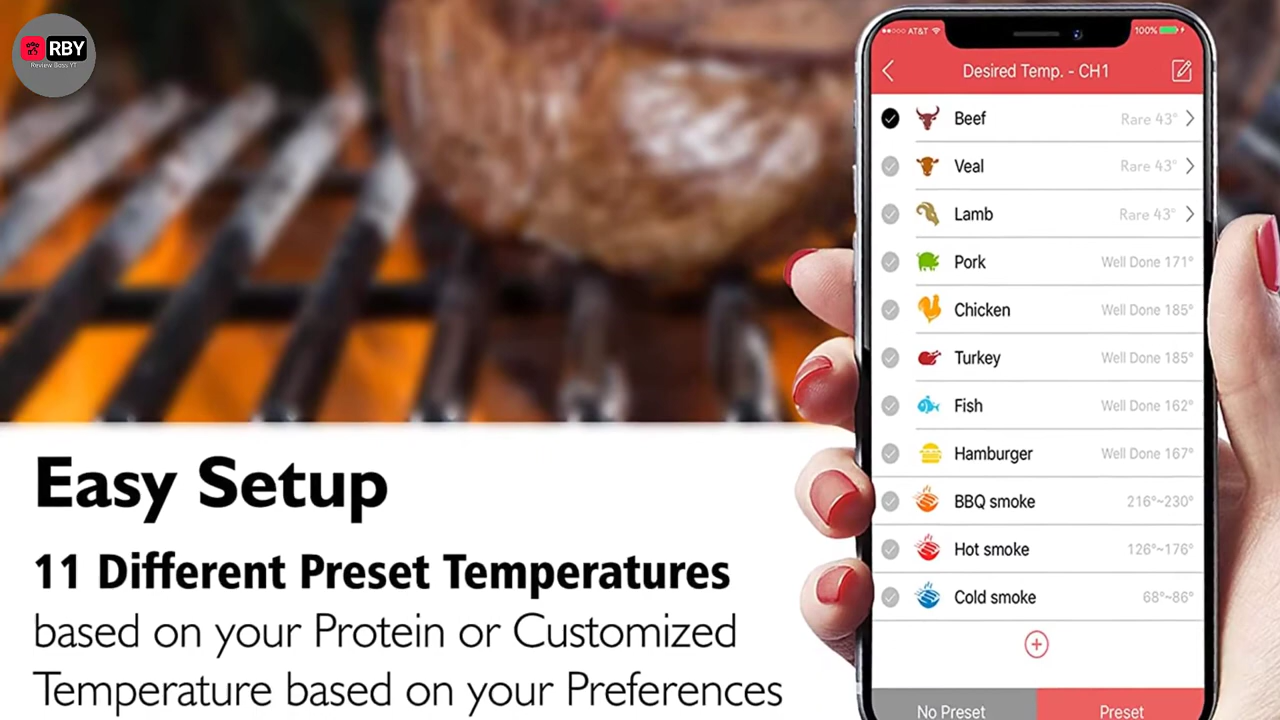 RBY
Review Boss YT
AT&T
100%
Desired Temp. - CH1
Beef Rare 43°
Veal Rare 43°
Lamb Rare 43°
Pork Well Done 171°
Chicken Well Done 185°
Turkey Well Done 185°
Fish Well Done 162°
Hamburger Well Done 167°
BBQ smoke 216°~230°
Hot smoke 126°~176°
Cold smoke 68°~86°
No Preset Preset
Easy Setup
11 Different Preset Temperatures
based on your Protein or Customized
Temperature based on your Preferences